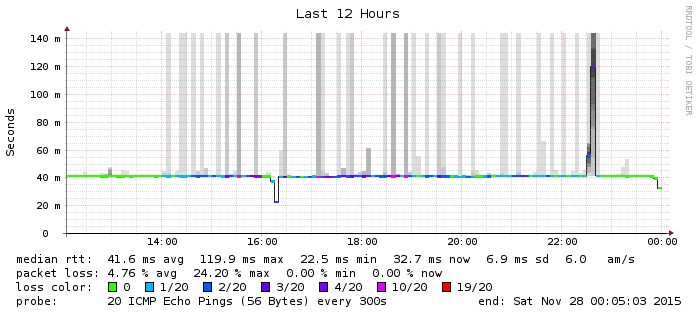 Last 12 Hours
RRDTOOL / TOBI OETIKER
Seconds
140 m
120 m
100 m
80 m
60 m
40 m
20 m
0
14:00 16:00 18:00 20:00 22:00 00:00
median rtt: 41.6 ms avg 119.9 ms max 22.5 ms min 32.7 ms now 6.9 ms sd 6.0 am/s
packet loss: 4.76 % avg 24.20 % max 0.00 % min 0.00 % now
loss color: 0 1/20 2/20 3/20 4/20 10/20 19/20
probe: 20 ICMP Echo Pings (56 Bytes) every 300s end: Sat Nov 28 00:05:03 2015